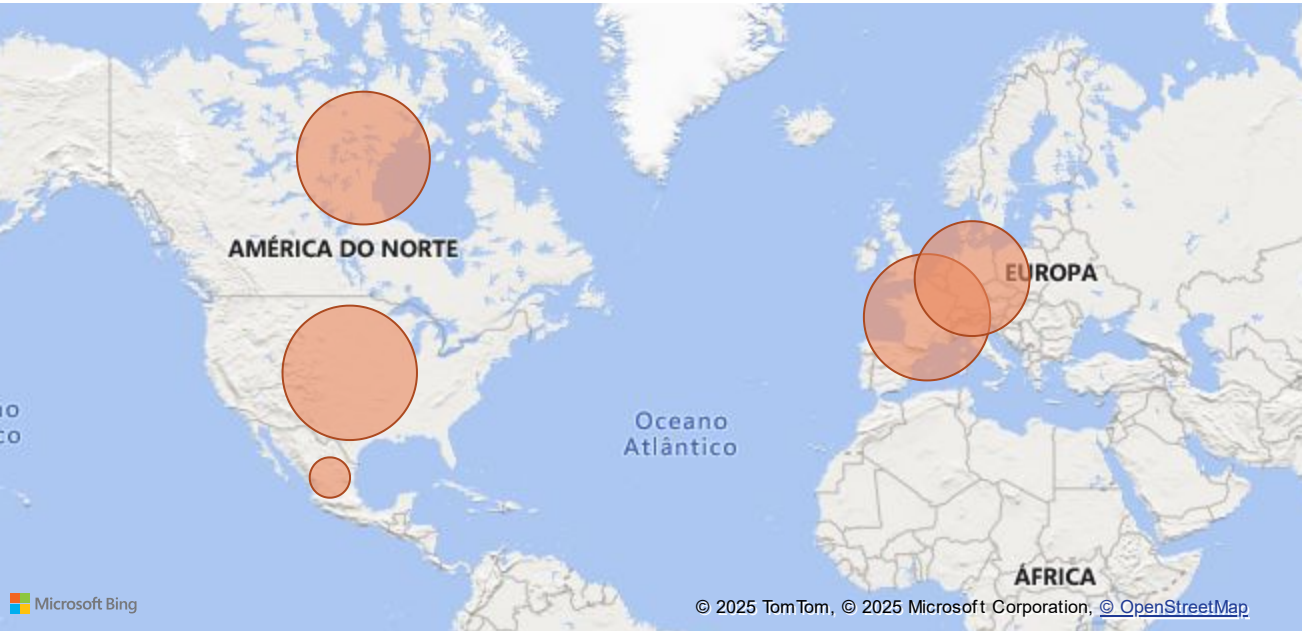 AMÉRICA DO NORTE
EUROPA
Oceano
Atlântico
ÁFRICA
Microsoft Bing
© 2025 TomTom, © 2025 Microsoft Corporation, © OpenStreetMap